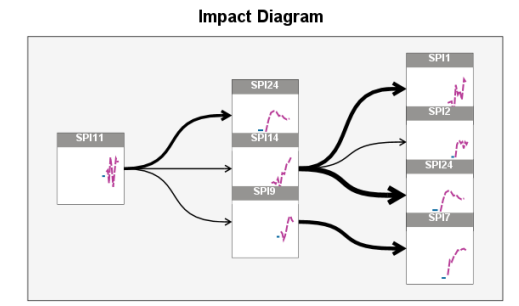 Impact Diagram
SPI11
SPI24
SPI14
SPI9
SPI1
SPI2
SPI24
SPI7